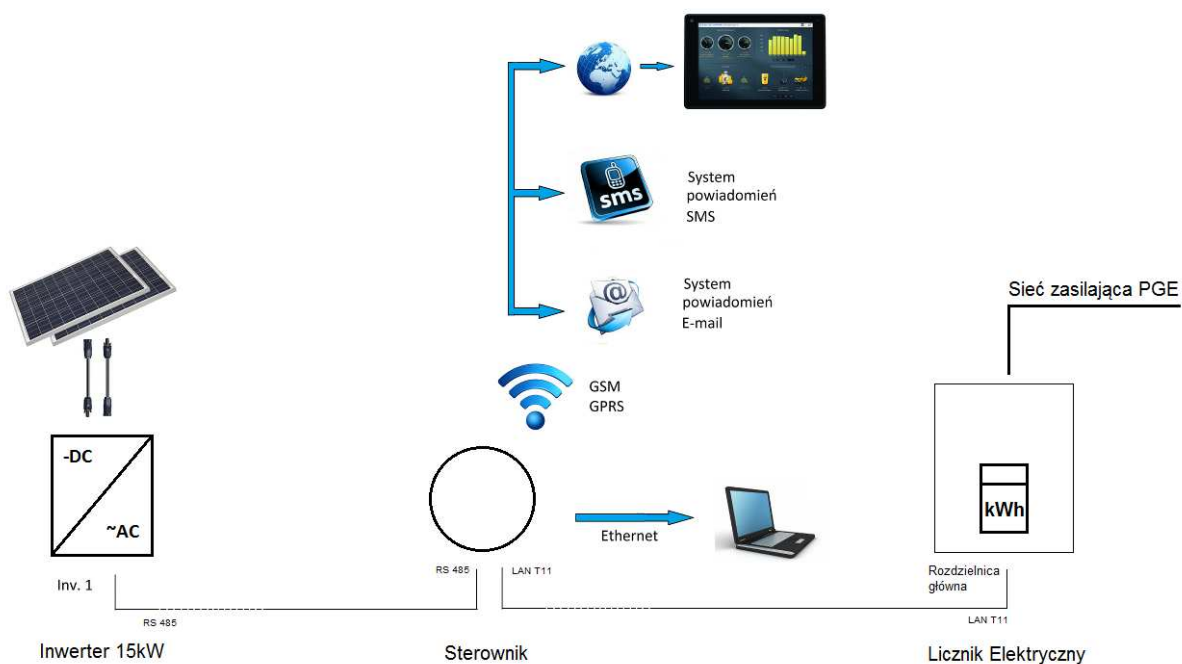 sms
System
powiadomień
SMS
System
powiadomień
E-mail
@
Sieć zasilająca PGE
GSM
GPRS
-DC
~AC
kWh
Ethernet
Inv. 1
RS 485
RS 485
LAN T11
Rozdzielnica
główna
LAN T11
Inwerter 15kW
Sterownik
Licznik Elektryczny